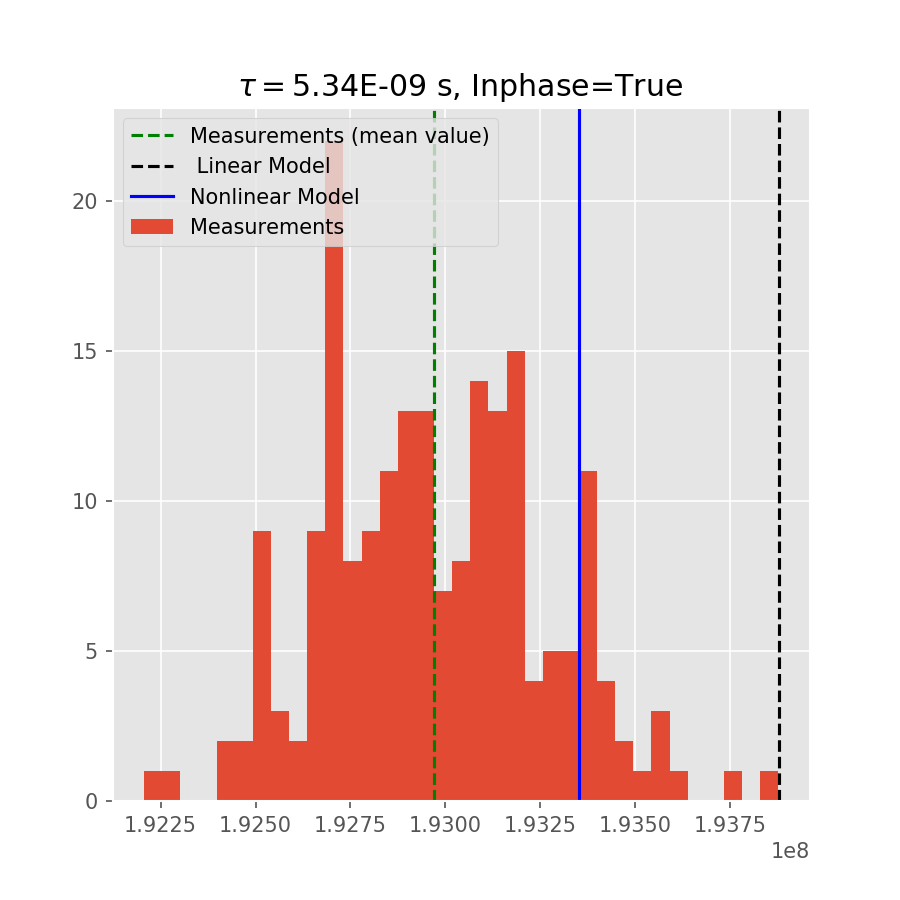 τ = 5.34E-09 s, Inphase=True
Measurements (mean value)
Linear Model
Nonlinear Model
Measurements
20
15
10
5
0
1.9225 1.9250 1.9275 1.9300 1.9325 1.9350 1.9375
1e8